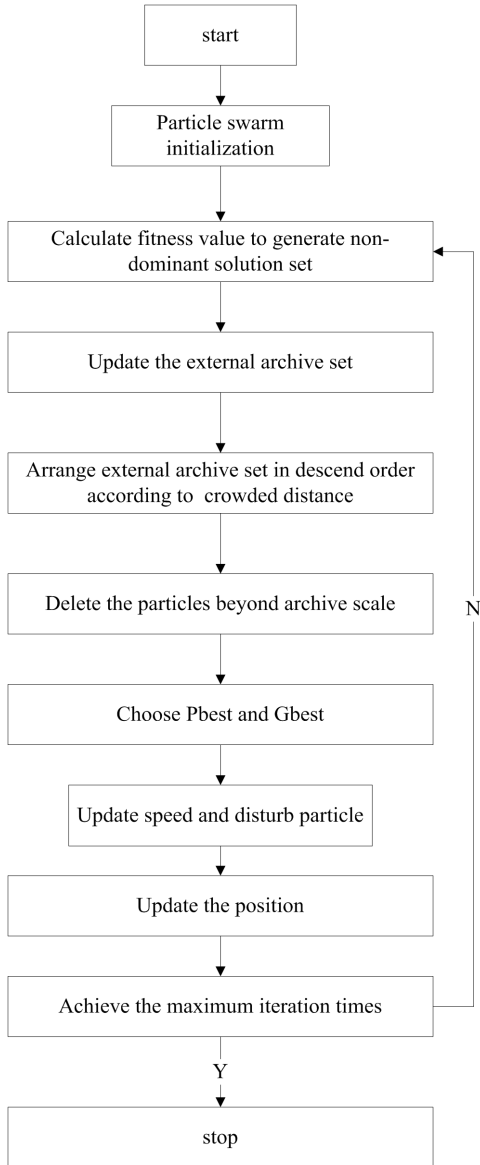 start
Particle swarm
initialization
Calculate fitness value to generate non-
dominant solution set
Update the external archive set
Arrange external archive set in descend order
according to crowded distance
Delete the particles beyond archive scale
N
Choose Pbest and Gbest
Update speed and disturb particle
Update the position
Achieve the maximum iteration times
Y
stop